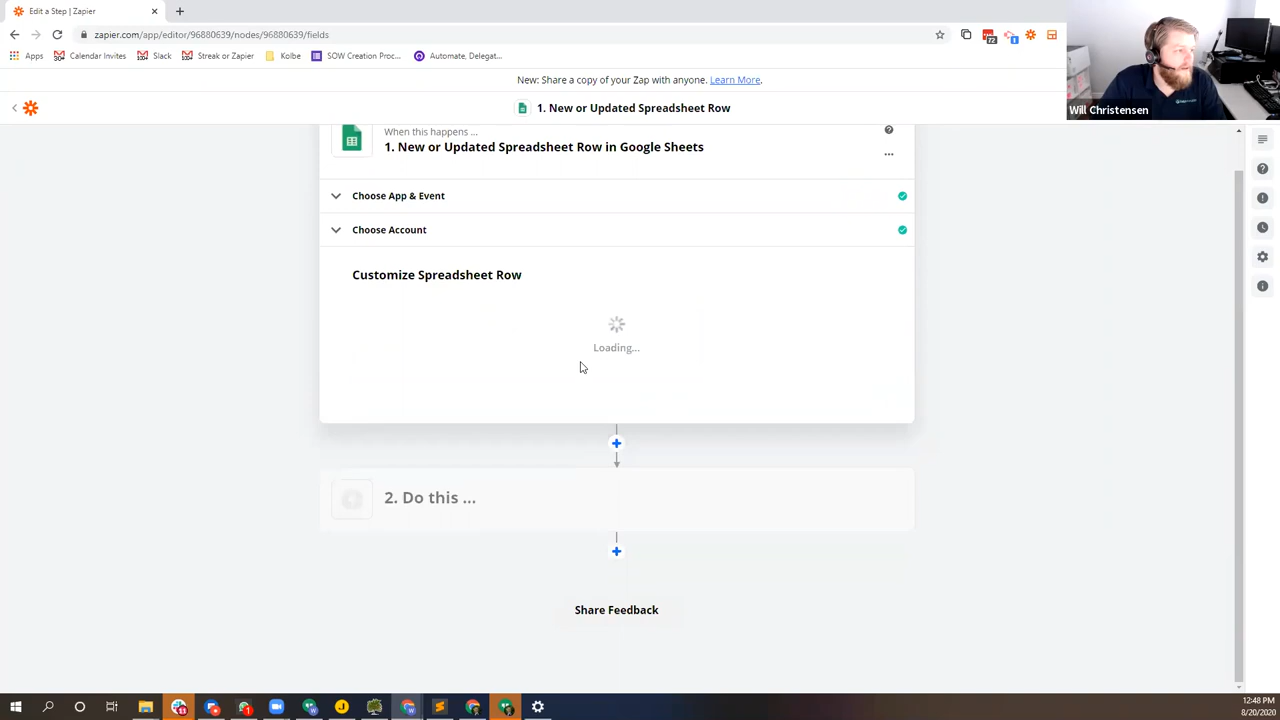 Edit a Step | Zapier
zapier.com/app/editor/96880639/nodes/96880639/fields
72
1
Apps
Calendar Invites
Slack
Streak or Zapier
Kolbe
SOW Creation Proc...
Automate, Delegat...
New: Share a copy of your Zap with anyone. Learn More.
1. New or Updated Spreadsheet Row
Will Christensen
When this happens ...
1. New or Updated Spreadsheet Row in Google Sheets
Choose App & Event
Choose Account
Customize Spreadsheet Row
Loading...
2. Do this ...
Share Feedback
12:48 PM
8/20/2020